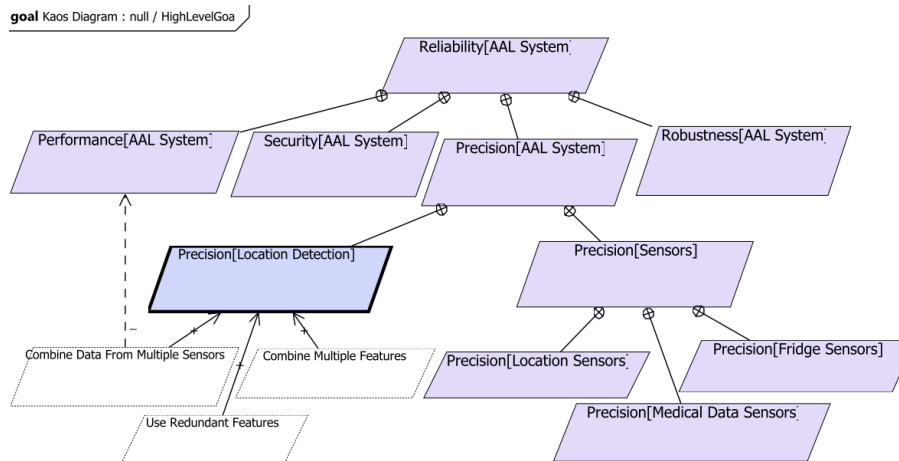 goal Kaos Diagram : null / HighLevelGoa
Reliability[AAL System]
Performance[AAL System]
Security[AAL System]
Precision[AAL System]
Robustness[AAL System]
Precision[Location Detection]
Precision[Sensors]
–
+
+
+
Combine Data From Multiple Sensors
Combine Multiple Features
Precision[Location Sensors]
Precision[Fridge Sensors]
Use Redundant Features
Precision[Medical Data Sensors]